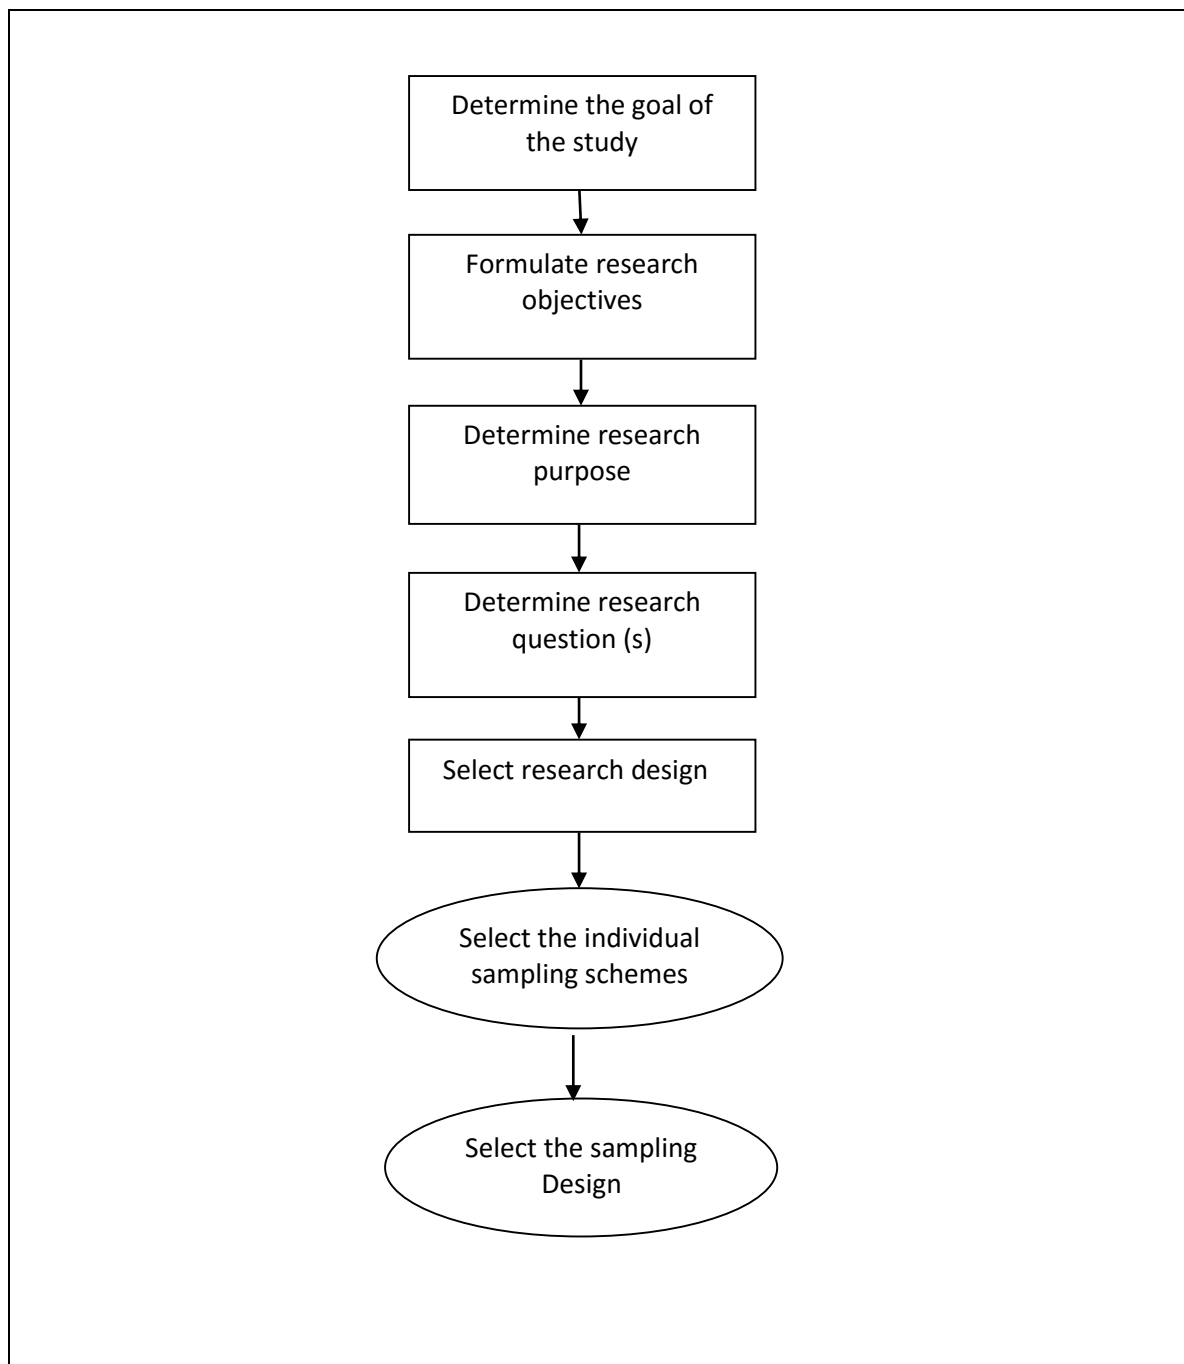 Determine the goal of
the study
Formulate research
objectives
Determine research
purpose
Determine research
question (s)
Select research design
Select the individual
sampling schemes
Select the sampling
Design